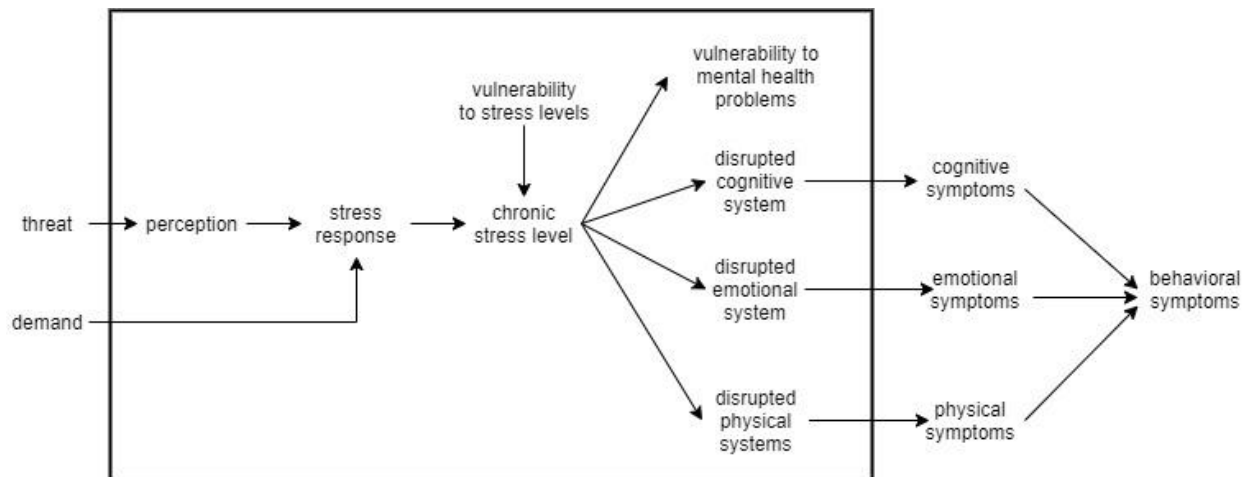 threat
perception
stress
response
demand
vulnerability
to stress levels
chronic
stress level
vulnerability to
mental health
problems
disrupted
cognitive
system
disrupted
emotional
system
disrupted
physical
systems
cognitive
symptoms
emotional
symptoms
physical
symptoms
behavioral
symptoms